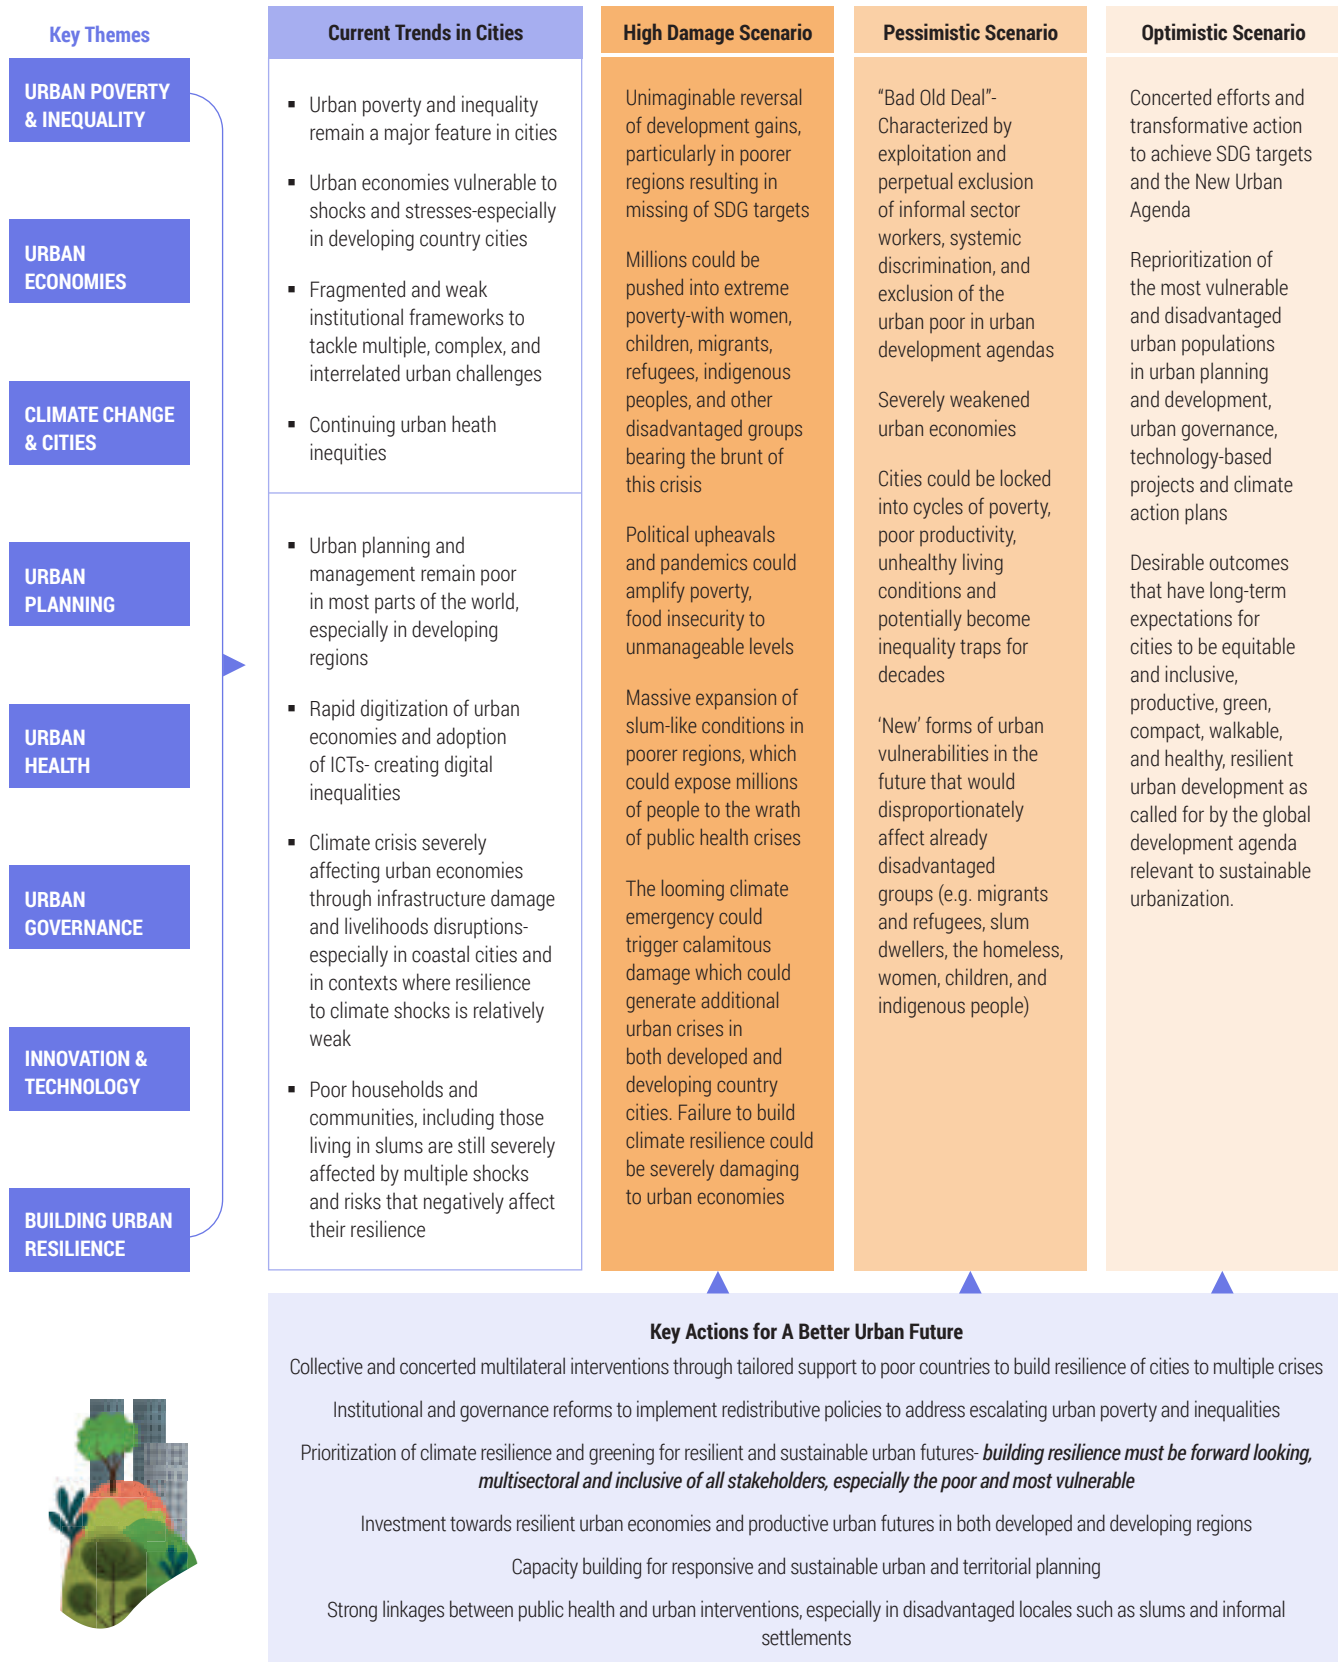 Key Themes
URBAN POVERTY
& INEQUALITY
URBAN
ECONOMIES
CLIMATE CHANGE
& CITIES
URBAN
PLANNING
URBAN
HEALTH
URBAN
GOVERNANCE
INNOVATION &
TECHNOLOGY
BUILDING URBAN
RESILIENCE
Current Trends in Cities
▪ Urban poverty and inequality
remain a major feature in cities
▪ Urban economies vulnerable to
shocks and stresses-especially
in developing country cities
▪ Fragmented and weak
institutional frameworks to
tackle multiple, complex, and
interrelated urban challenges
▪ Continuing urban heath
inequities
▪ Urban planning and
management remain poor
in most parts of the world,
especially in developing
regions
▪ Rapid digitization of urban
economies and adoption
of ICTs- creating digital
inequalities
▪ Climate crisis severely
affecting urban economies
through infrastructure damage
and livelihoods disruptions-
especially in coastal cities and
in contexts where resilience
to climate shocks is relatively
weak
▪ Poor households and
communities, including those
living in slums are still severely
affected by multiple shocks
and risks that negatively affect
their resilience
High Damage Scenario
Unimaginable reversal
of development gains,
particularly in poorer
regions resulting in
missing of SDG targets
Millions could be
pushed into extreme
poverty-with women,
children, migrants,
refugees, indigenous
peoples, and other
disadvantaged groups
bearing the brunt of
this crisis
Political upheavals
and pandemics could
amplify poverty,
food insecurity to
unmanageable levels
Massive expansion of
slum-like conditions in
poorer regions, which
could expose millions
of people to the wrath
of public health crises
The looming climate
emergency could
trigger calamitous
damage which could
generate additional
urban crises in
both developed and
developing country
cities. Failure to build
climate resilience could
be severely damaging
to urban economies
Pessimistic Scenario
“Bad Old Deal”-
Characterized by
exploitation and
perpetual exclusion
of informal sector
workers, systemic
discrimination, and
exclusion of the
urban poor in urban
development agendas
Severely weakened
urban economies
Cities could be locked
into cycles of poverty,
poor productivity,
unhealthy living
conditions and
potentially become
inequality traps for
decades
‘New’ forms of urban
vulnerabilities in the
future that would
disproportionately
affect already
disadvantaged
groups (e.g. migrants
and refugees, slum
dwellers, the homeless,
women, children, and
indigenous people)
Optimistic Scenario
Concerted efforts and
transformative action
to achieve SDG targets
and the New Urban
Agenda
Reprioritization of
the most vulnerable
and disadvantaged
urban populations
in urban planning
and development,
urban governance,
technology-based
projects and climate
action plans
Desirable outcomes
that have long-term
expectations for
cities to be equitable
and inclusive,
productive, green,
compact, walkable,
and healthy, resilient
urban development as
called for by the global
development agenda
relevant to sustainable
urbanization.
Key Actions for A Better Urban Future
Collective and concerted multilateral interventions through tailored support to poor countries to build resilience of cities to multiple crises
Institutional and governance reforms to implement redistributive policies to address escalating urban poverty and inequalities
Prioritization of climate resilience and greening for resilient and sustainable urban futures- building resilience must be forward looking,
multisectoral and inclusive of all stakeholders, especially the poor and most vulnerable
Investment towards resilient urban economies and productive urban futures in both developed and developing regions
Capacity building for responsive and sustainable urban and territorial planning
Strong linkages between public health and urban interventions, especially in disadvantaged locales such as slums and informal
settlements